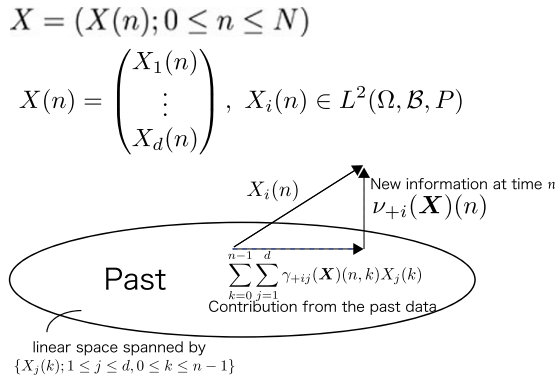 X = (X(n); 0 ≤ n ≤ N)
X(n) = ( X₁(n) ⋮ X_d(n) ) , X_i(n) ∈ L²(Ω, ℬ, P)
X_i(n)
New information at time n
ν_{+i}(𝑿)(n)
Past
∑_{k=0}^{n−1} ∑_{j=1}^{d} γ_{+ij}(𝑿)(n, k)X_j(k)
Contribution from the past data
linear space spanned by
{X_j(k); 1 ≤ j ≤ d, 0 ≤ k ≤ n − 1}